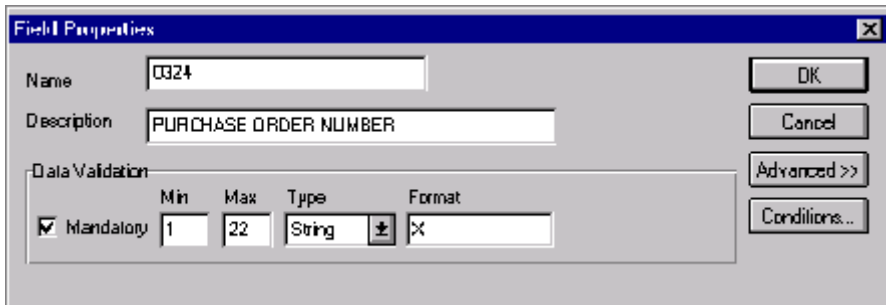 Field Properties
Name 0324 OK
Description PURCHASE ORDER NUMBER Cancel
Data Validation Advanced >>
Min Max Type Format
Mandatory 1 22 String X Conditions...